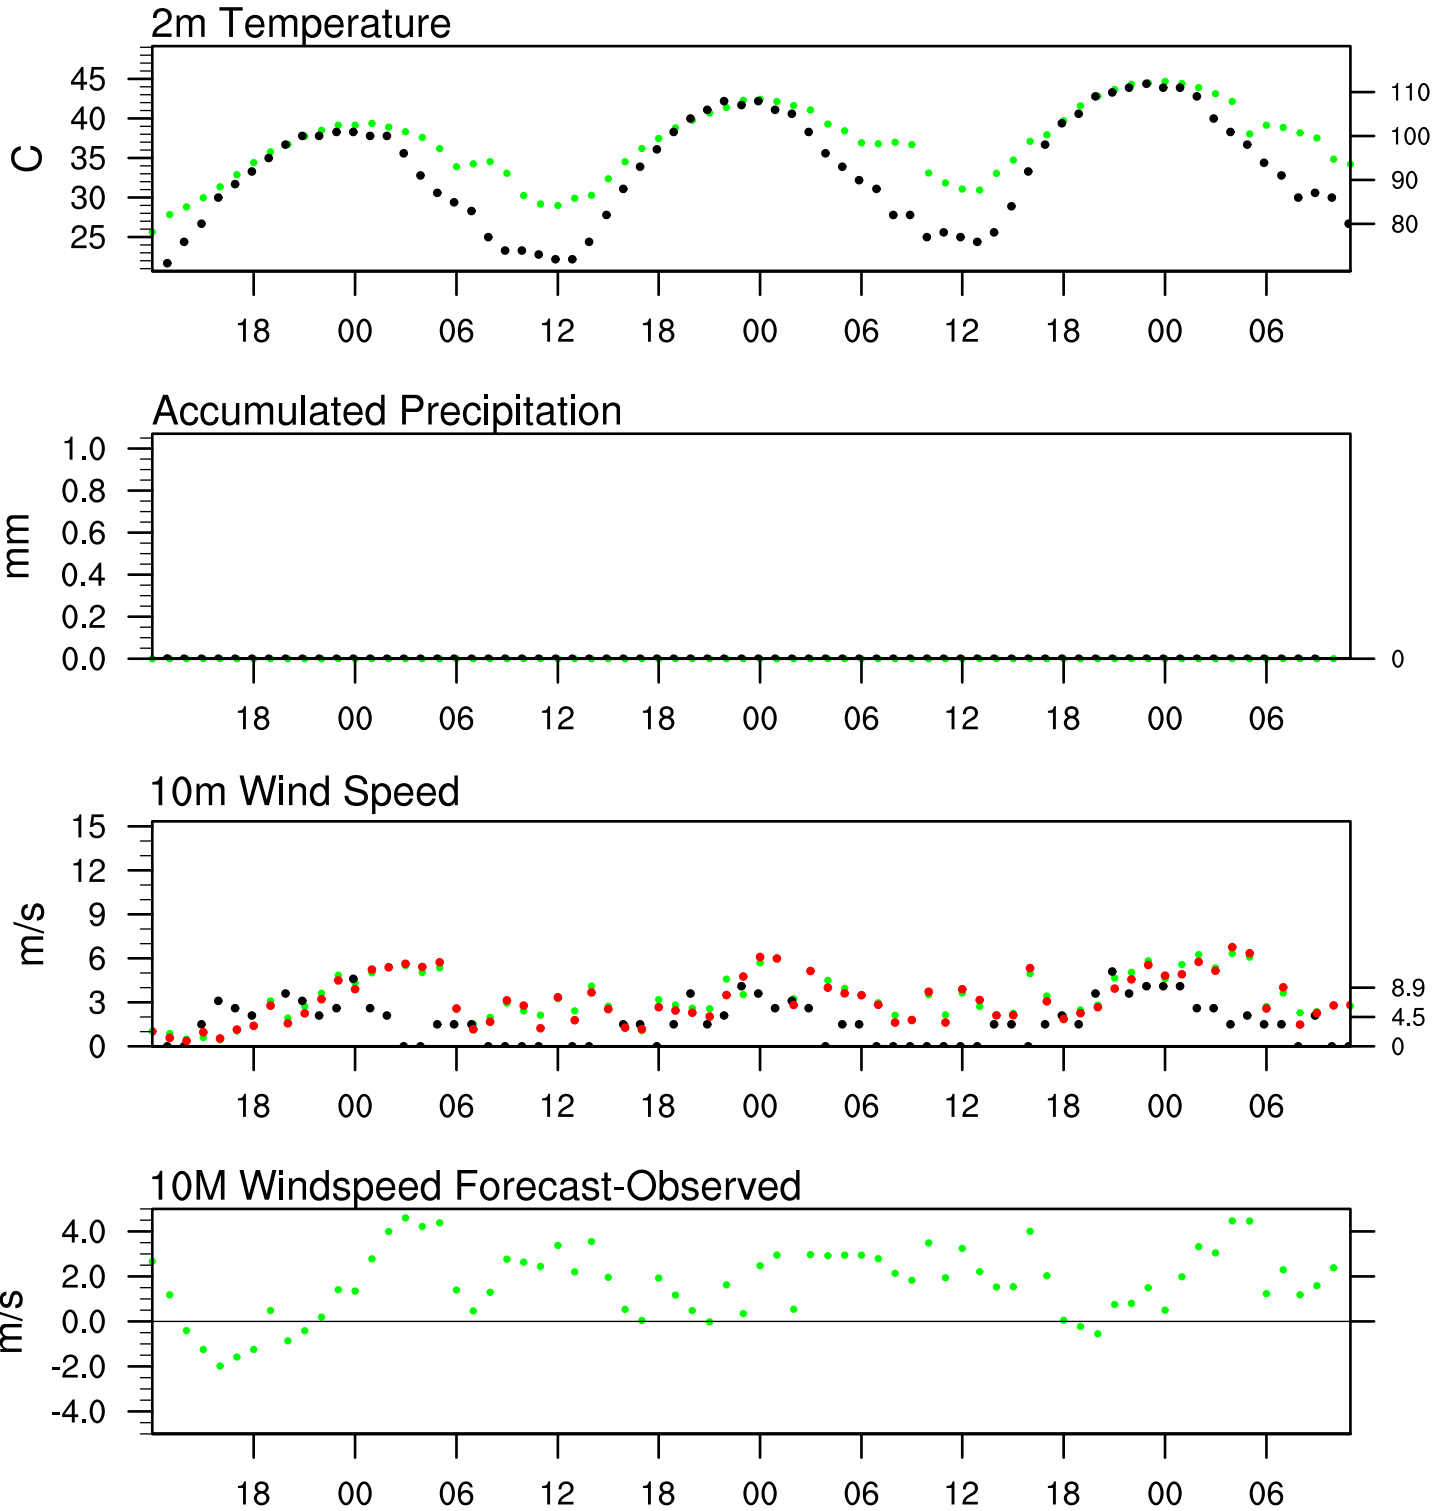 2m Temperature
45
40
35
30
25
C
110
100
90
80
18 00 06 12 18 00 06 12 18 00 06
Accumulated Precipitation
1.0
0.8
0.6
0.4
0.2
0.0
mm
0
18 00 06 12 18 00 06 12 18 00 06
10m Wind Speed
15
12
9
6
3
0
m/s
8.9
4.5
0
18 00 06 12 18 00 06 12 18 00 06
10M Windspeed Forecast-Observed
4.0
2.0
0.0
-2.0
-4.0
m/s
18 00 06 12 18 00 06 12 18 00 06